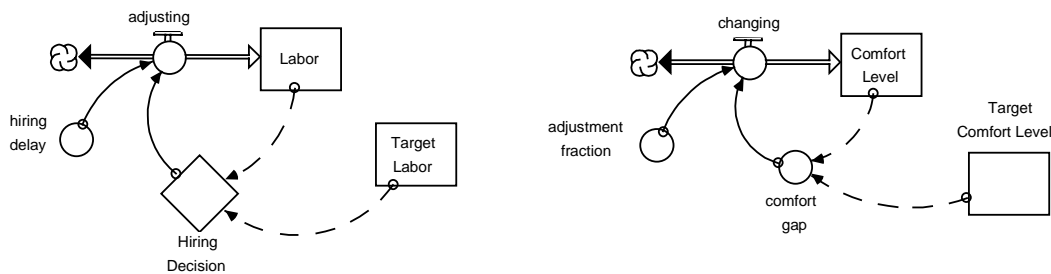 adjusting
Labor
hiring
delay
Target
Labor
Hiring
Decision
changing
Comfort
Level
adjustment
fraction
Target
Comfort Level
comfort
gap